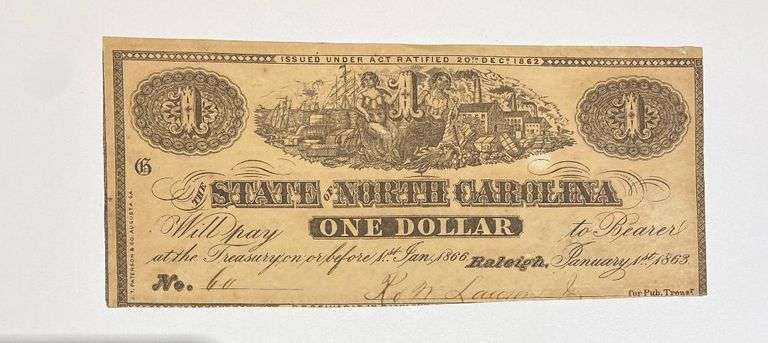 ISSUED UNDER ACT RATIFIED 20TH DECR 1862
1 1 1
G
THE STATE OF NORTH CAROLINA
Will pay ONE DOLLAR to Bearer
at the Treasury on or before 1st Jan, 1866 Raleigh, January 1st, 1863
No. 60
for Pub. Treasr
J. T. PATERSON & CO. AUGUSTA, GA.